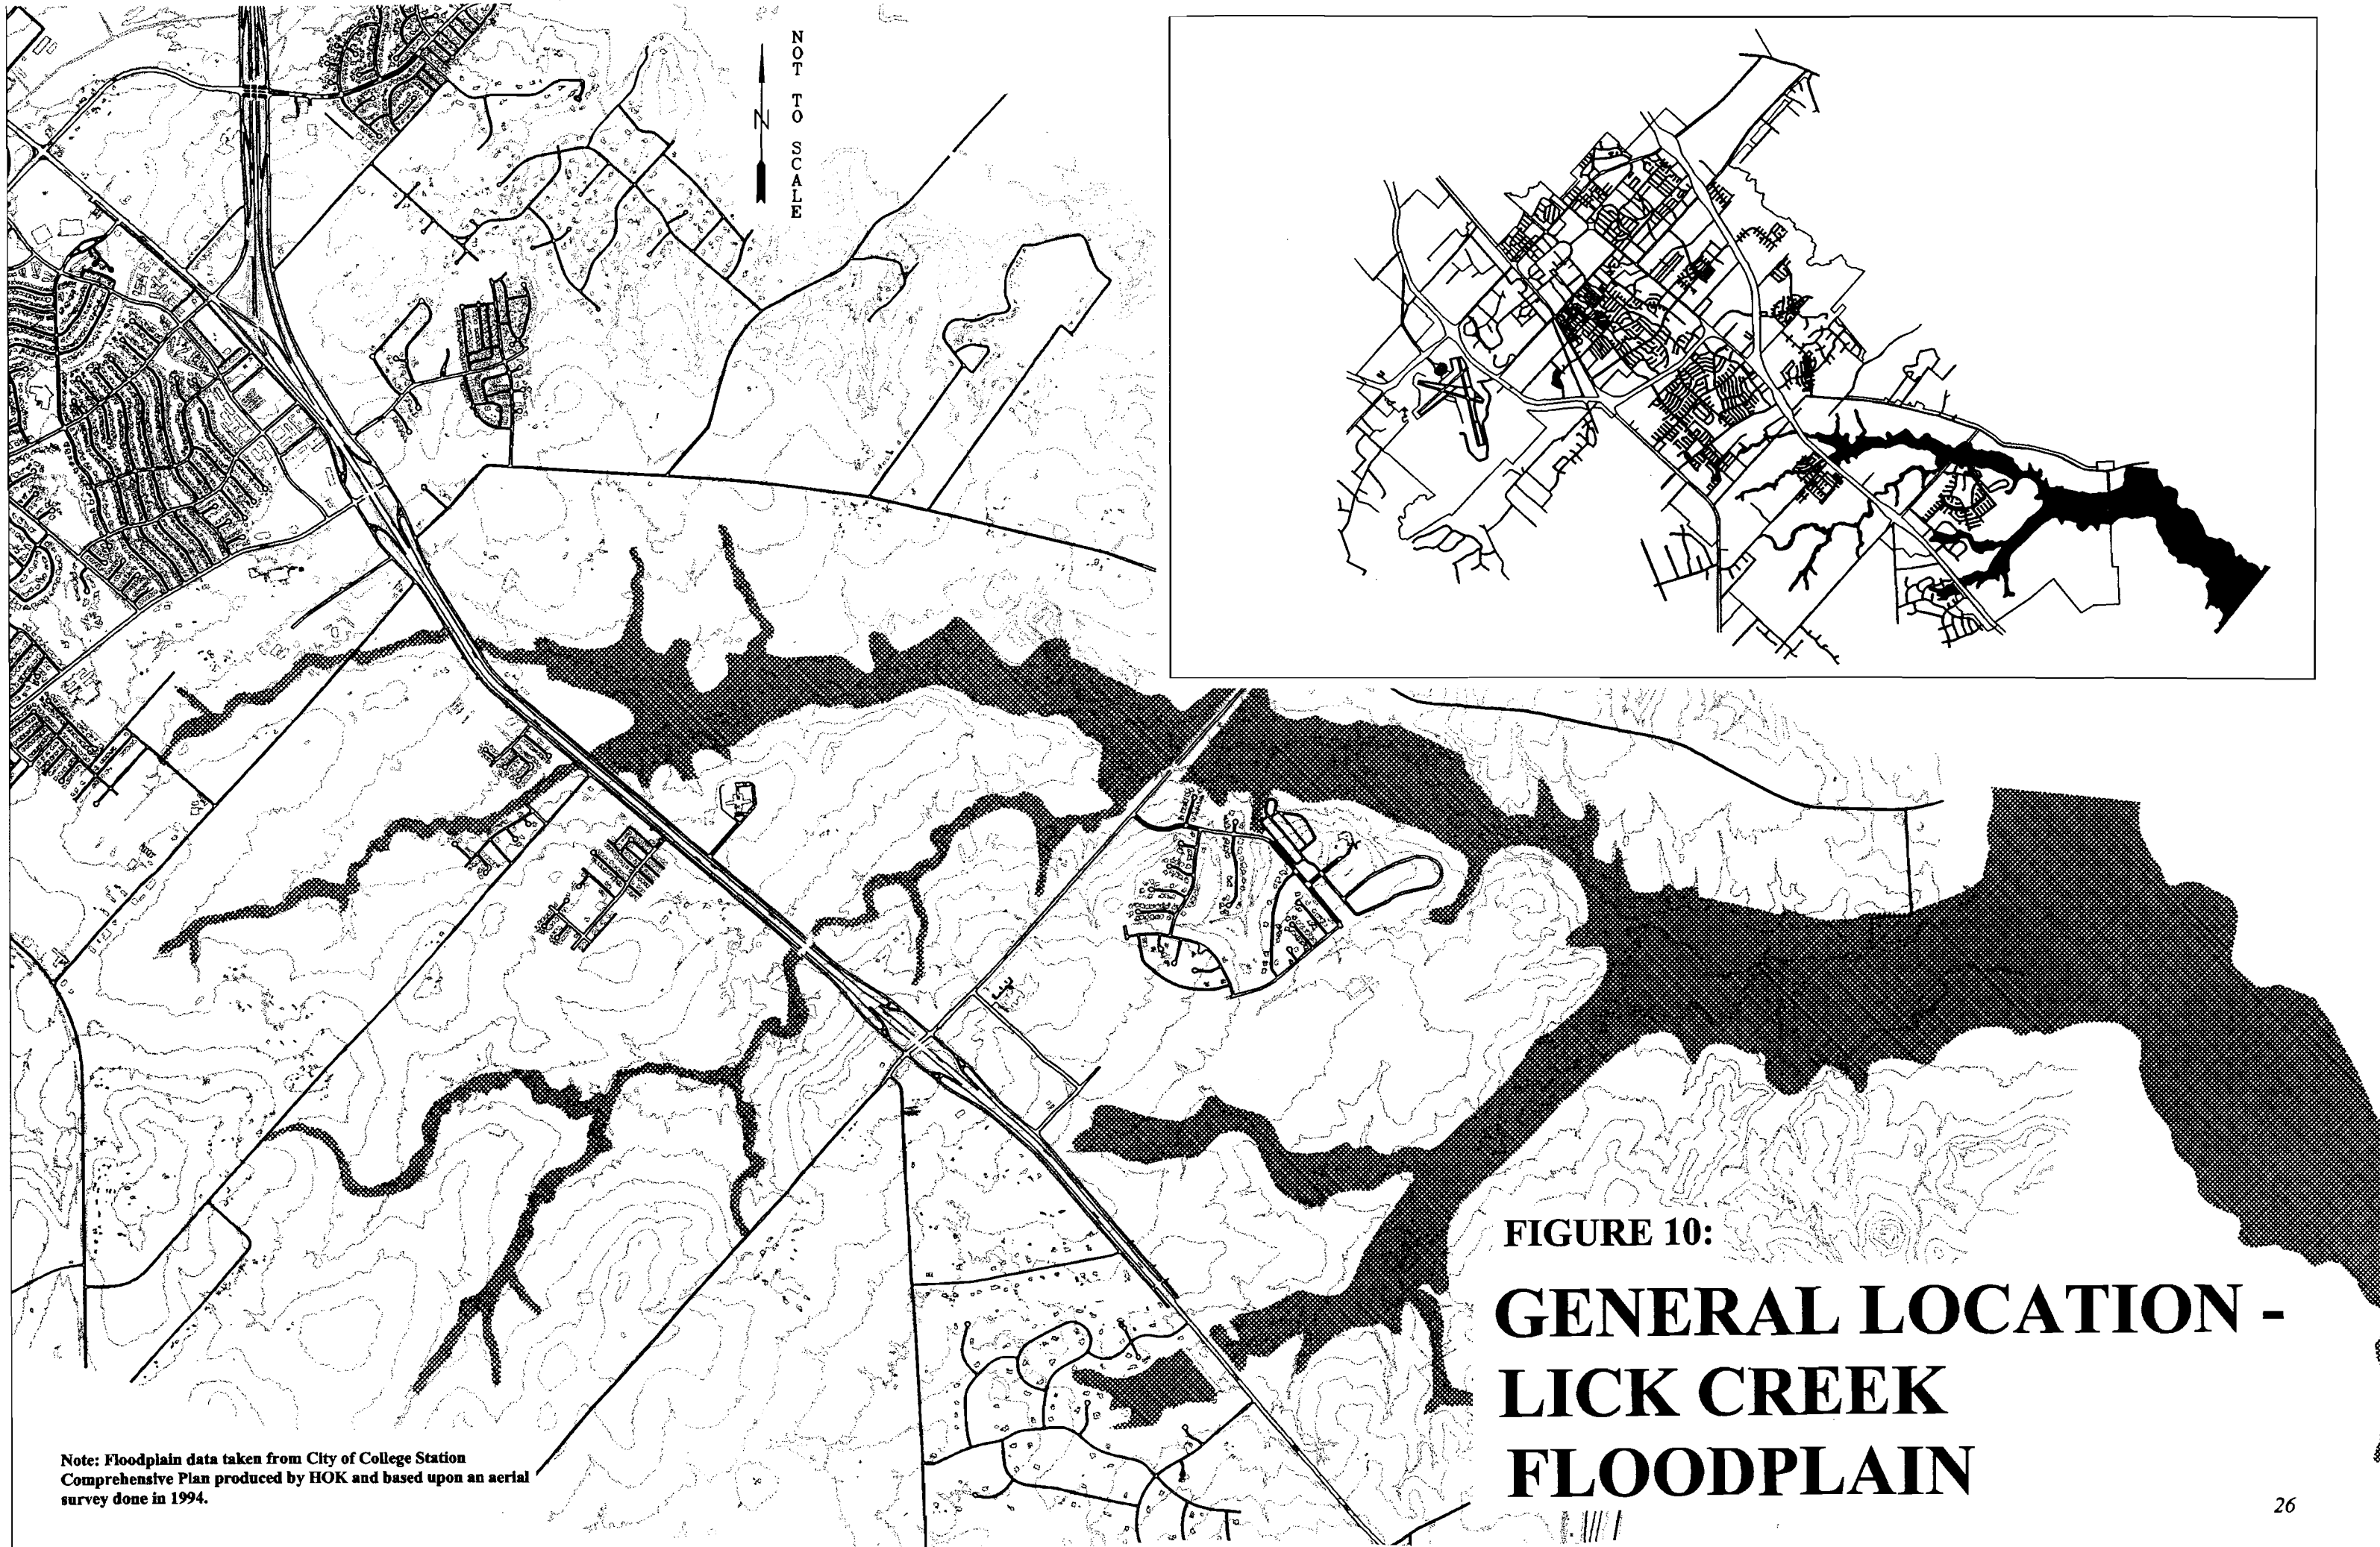 NOT TO SCALE
N
FIGURE 10:
GENERAL LOCATION -
LICK CREEK
FLOODPLAIN
Note: Floodplain data taken from City of College Station
Comprehensive Plan produced by HOK and based upon an aerial
survey done in 1994.
26